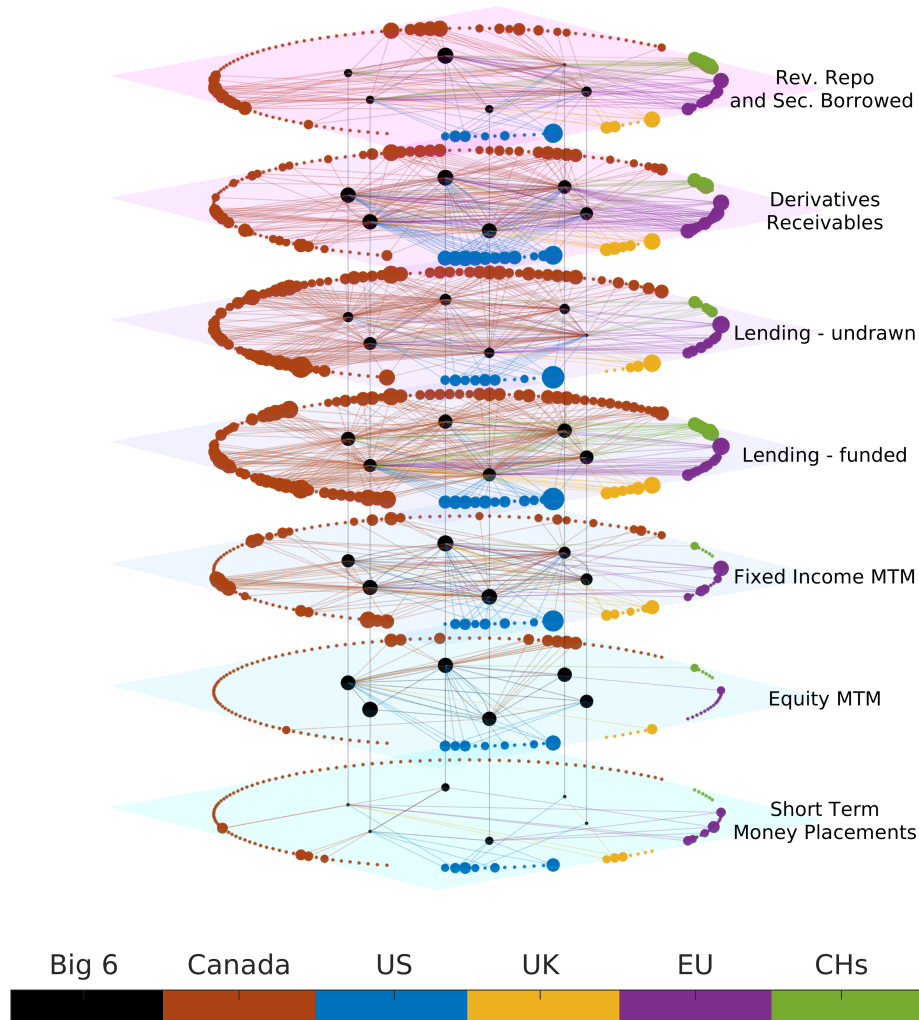 Rev. Repo
and Sec. Borrowed
Derivatives
Receivables
Lending - undrawn
Lending - funded
Fixed Income MTM
Equity MTM
Short Term
Money Placements
Big 6 Canada US UK EU CHs